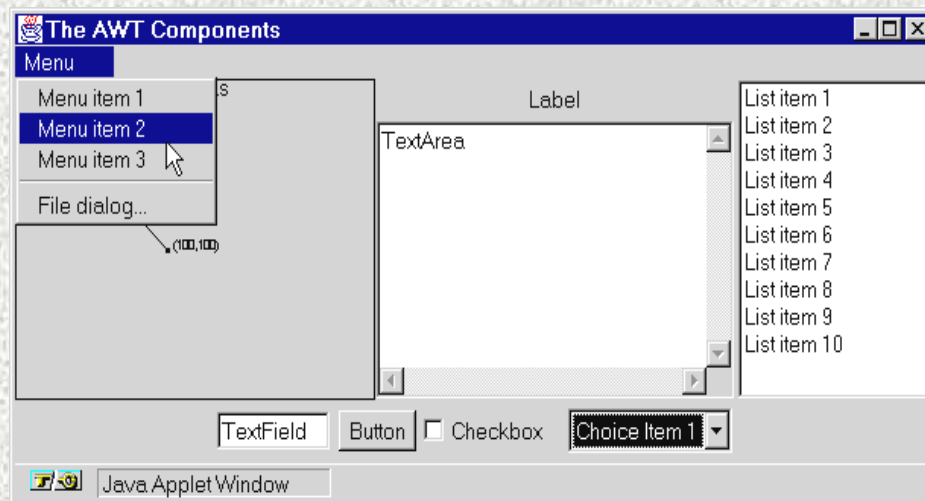 The AWT Components
Menu
Menu item 1
Menu item 2
Menu item 3
File dialog...
(100,100)
Label
TextArea
List item 1
List item 2
List item 3
List item 4
List item 5
List item 6
List item 7
List item 8
List item 9
List item 10
TextField
Button
Checkbox
Choice Item 1
Java Applet Window